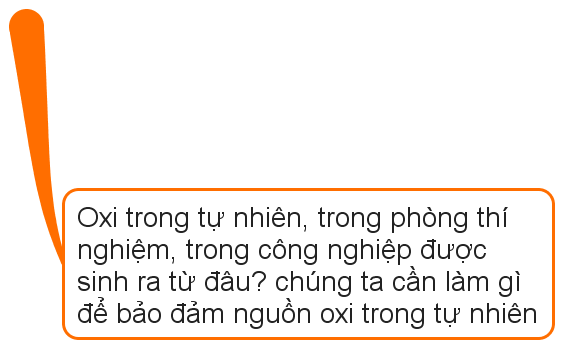 Oxi trong tự nhiên, trong phòng thí
nghiệm, trong công nghiệp được
sinh ra từ đâu? chúng ta cần làm gì
để bảo đảm nguồn oxi trong tự nhiên